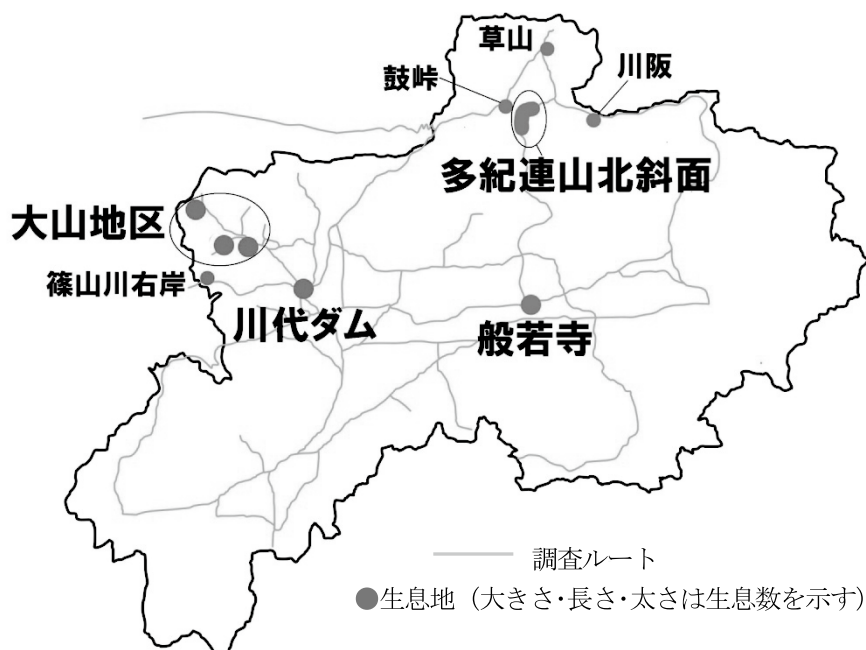 草山
鼓峠
川阪
多紀連山北斜面
大山地区
篠山川右岸
川代ダム
般若寺
調査ルート
●生息地（大きさ・長さ・太さは生息数を示す）